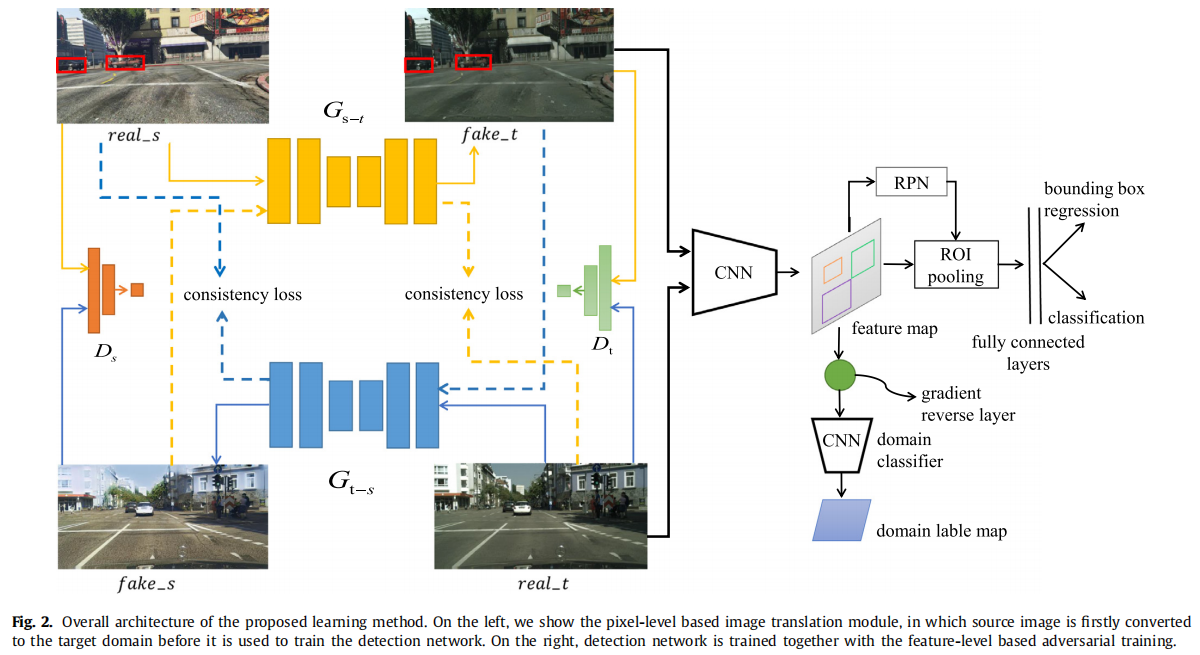 G_{s-t}
real_s
fake_t
consistency loss
consistency loss
D_s
D_t
G_{t-s}
fake_s
real_t
CNN
RPN
ROI
pooling
bounding box
regression
classification
fully connected
layers
feature map
gradient
reverse layer
CNN
domain
classifier
domain lable map
Fig. 2. Overall architecture of the proposed leaming method. On the left, we show the pixel-level based image translation module, in which source image is firstly converted
to the target domain before it is used to train the detection network. On the right, detection network is trained together with the feature-level based adversarial training.